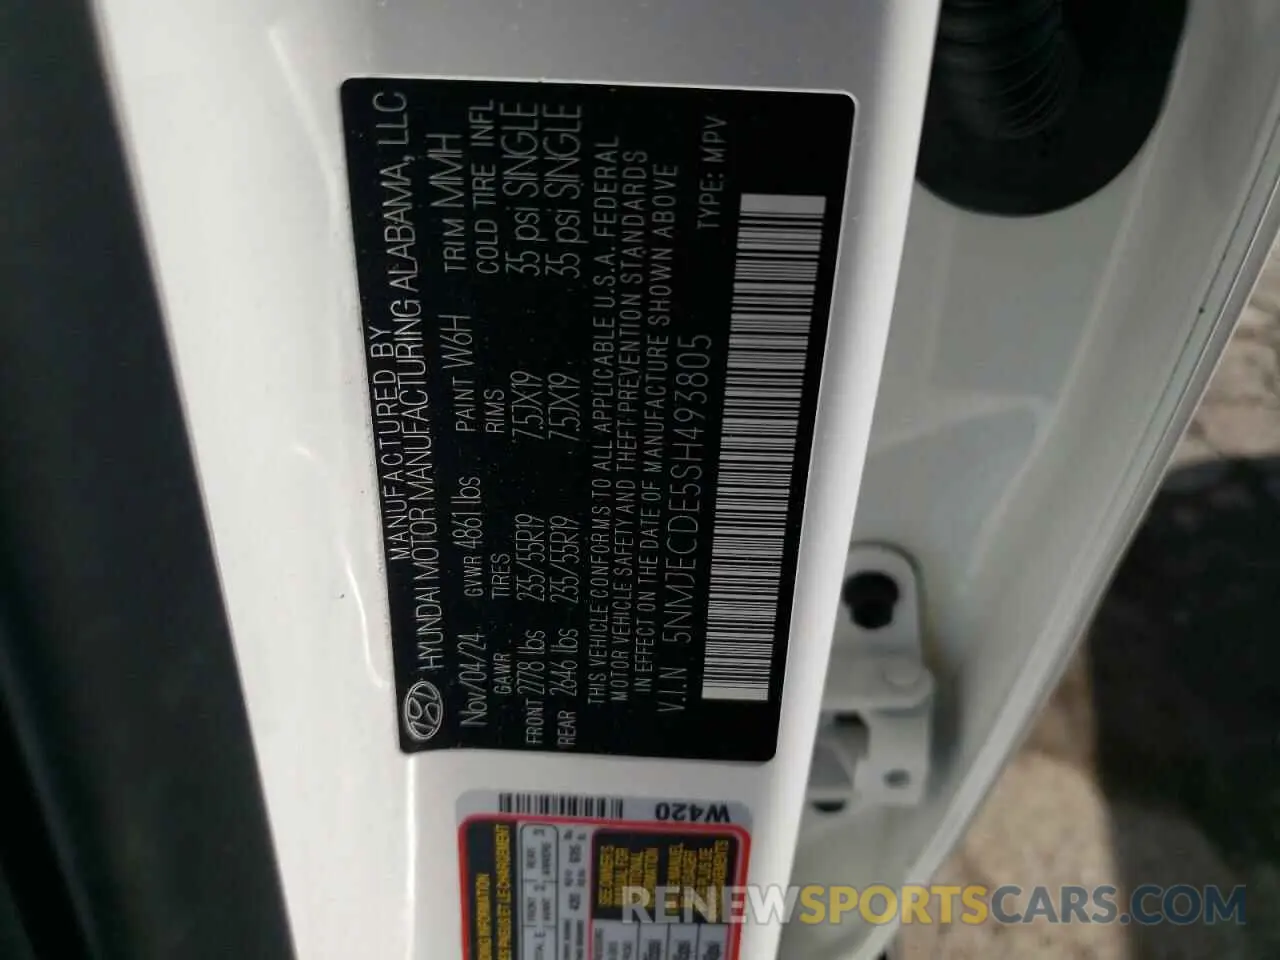 MANUFACTURED BY
HYUNDAI MOTOR MANUFACTURING ALABAMA, LLC
Nov/04/24 GVWR 4861 lbs PAINT W6H TRIM MMH
GAWR TIRES RIMS COLD TIRE INFL
FRONT 2778 lbs 235/55R19 7.5JX19 35 psi SINGLE
REAR 2646 lbs 235/55R19 7.5JX19 35 psi SINGLE
THIS VEHICLE CONFORMS TO ALL APPLICABLE U.S.A. FEDERAL
MOTOR VEHICLE SAFETY AND THEFT PREVENTION STANDARDS
IN EFFECT ON THE DATE OF MANUFACTURE SHOWN ABOVE
V.I.N 5NMJECDE5SH493805 TYPE: MPV
W420
RENEWSPORTSCARS.COM